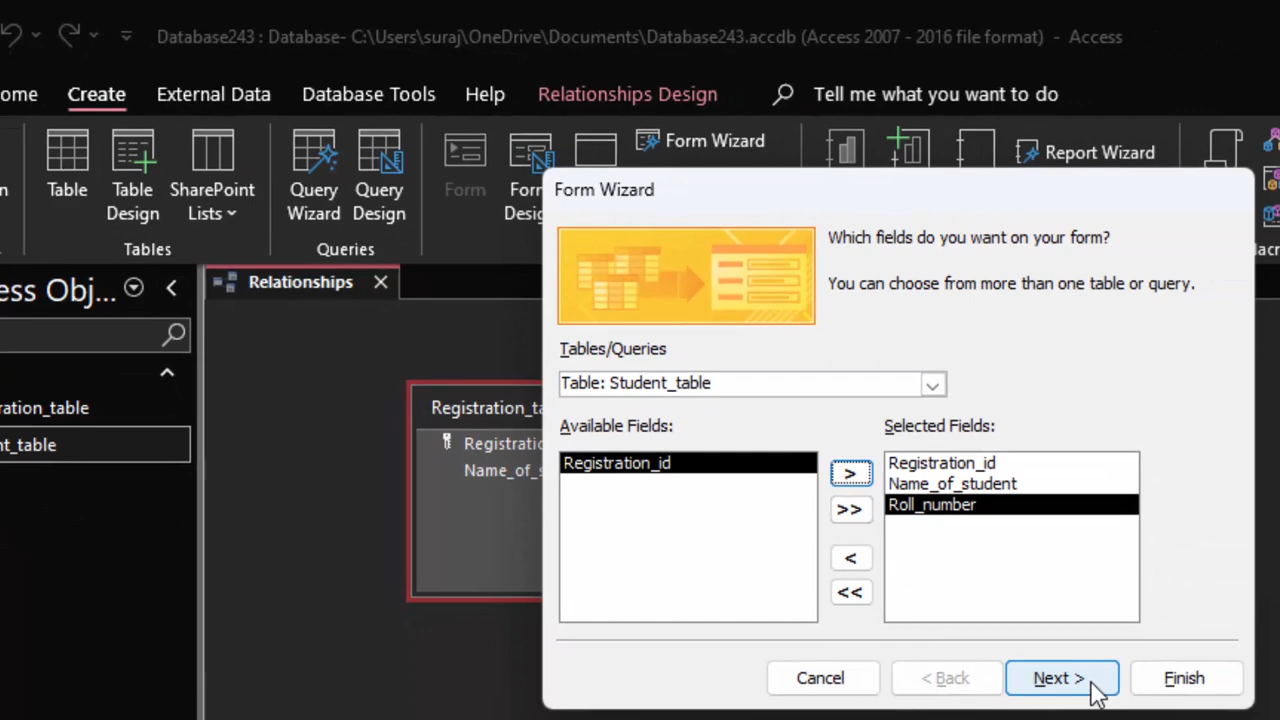 Database243 : Database- C:\Users\suraj\OneDrive\Documents\Database243.accdb (Access 2007 - 2016 file format) - Access
ome Create External Data Database Tools Help Relationships Design Tell me what you want to do
Table
Table Design
SharePoint Lists
Tables
Query Wizard
Query Design
Queries
Form
Form Wizard
Report Wizard
ess Obj...
ration_table
nt_table
Relationships
Registration_ta
Registratio
Name_of_s
Form Wizard
Which fields do you want on your form?
You can choose from more than one table or query.
Tables/Queries
Table: Student_table
Available Fields:
Registration_id
>
>>
<
<<
Selected Fields:
Registration_id
Name_of_student
Roll_number
Cancel
< Back
Next >
Finish